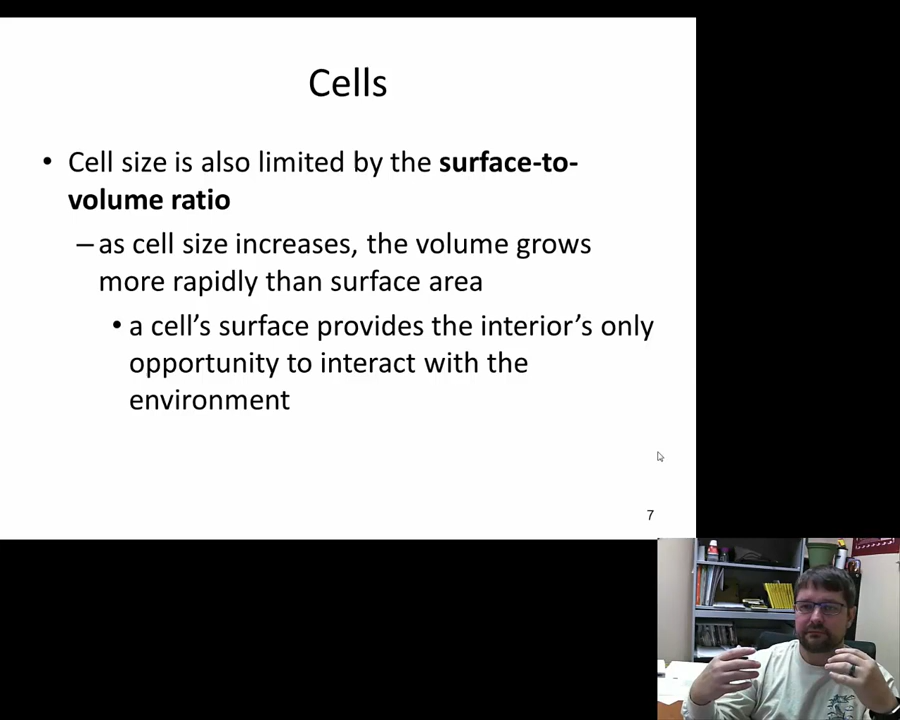 Cells
• Cell size is also limited by the surface-to-
volume ratio
– as cell size increases, the volume grows
more rapidly than surface area
• a cell’s surface provides the interior’s only
opportunity to interact with the
environment
7